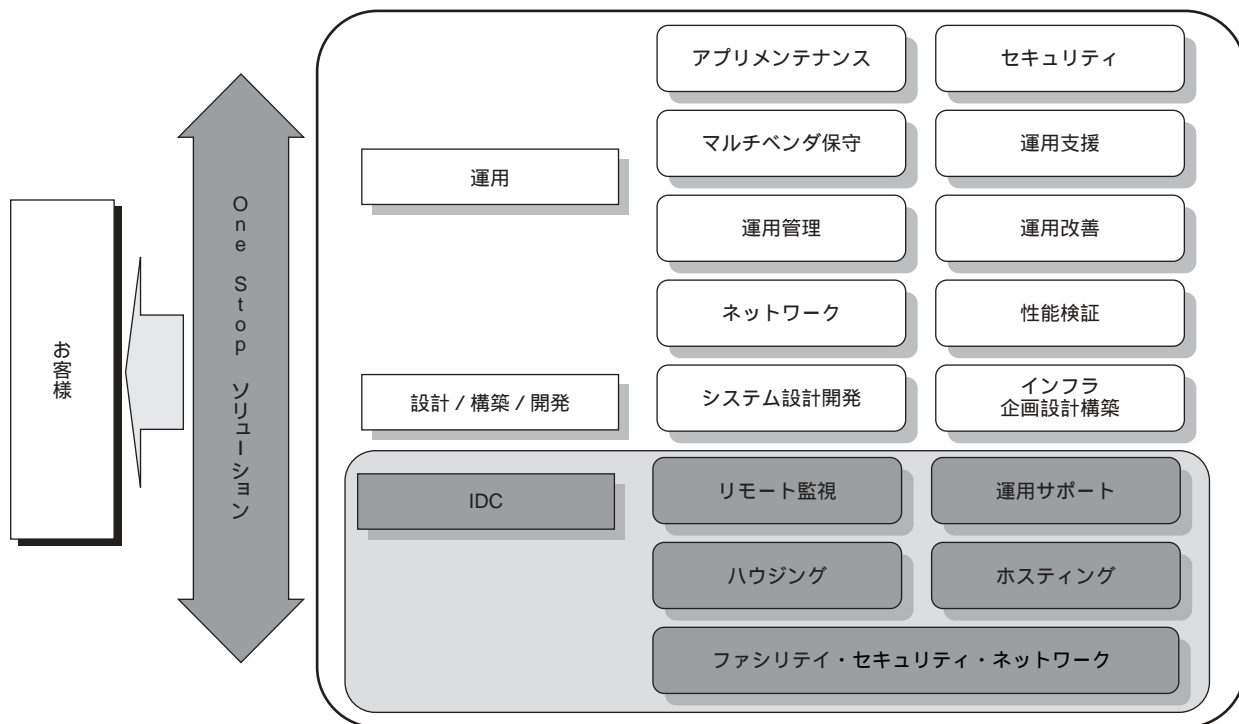 お客様
One Stop ソリューション
運用
アプリメンテナンス
セキュリティ
マルチベンダ保守
運用支援
運用管理
運用改善
ネットワーク
性能検証
設計 / 構築 / 開発
システム設計開発
インフラ
企画設計構築
IDC
リモート監視
運用サポート
ハウジング
ホスティング
ファシリテイ・セキュリティ・ネットワーク